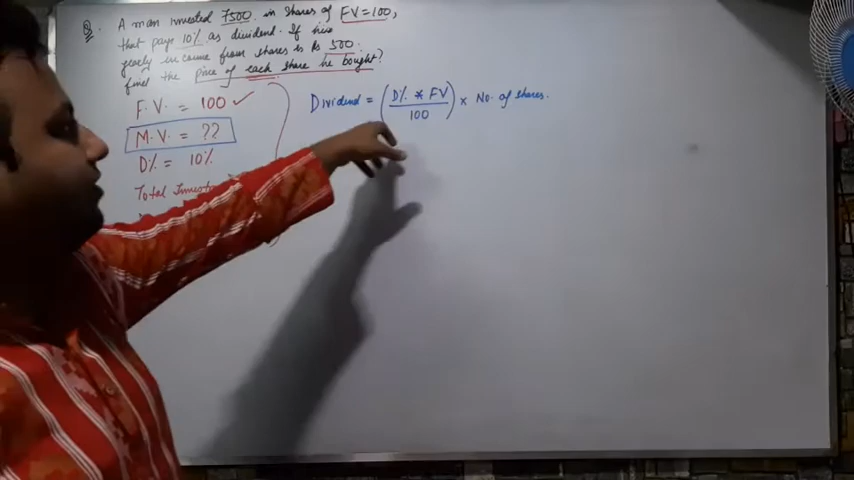 Q. A man invested 7500 in shares of FV=100,
that pays 10% as dividend. If his
yearly income from shares is Rs 500.
find the price of each share he bought?
F.V. = 100 ✓
M.V. = ??
D% = 10%
Total Investment
Dividend = (D% * FV / 100) × No. of shares.